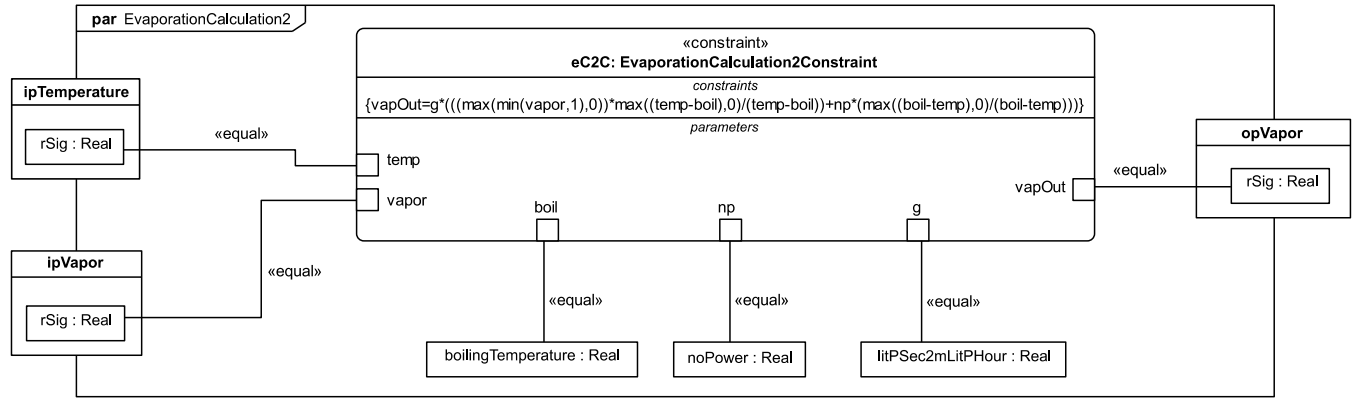 par EvaporationCalculation2
«constraint»
eC2C: EvaporationCalculation2Constraint
constraints
{vapOut=g*(((max(min(vapor,1),0))*max((temp-boil),0)/(temp-boil))+np*(max((boil-temp),0)/(boil-temp)))}
parameters
ipTemperature
rSig : Real
«equal»
temp
vapor
boil
np
g
vapOut
«equal»
opVapor
rSig : Real
ipVapor
rSig : Real
«equal»
«equal»
«equal»
«equal»
boilingTemperature : Real
noPower : Real
litPSec2mLitPHour : Real